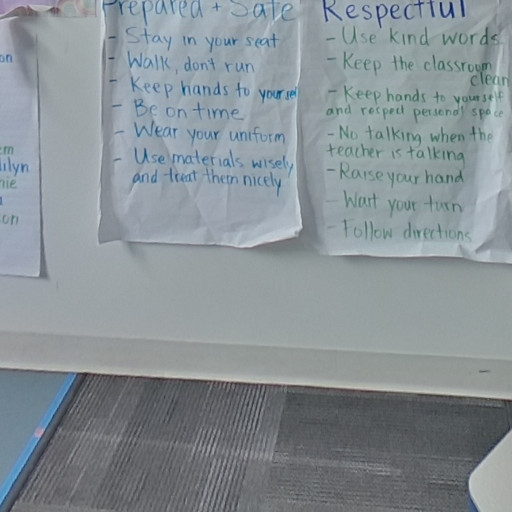 on
em
nie
on
Prepared + Safe
- Stay in your seat
- Walk, don't run
- Keep hands to yourself
- Be on time
- Wear your uniform
- Use materials wisely
and treat them nicely
Respectful
- Use kind words
- Keep the classroom
clean
- Keep hands to yourself
and respect personal space
- No talking when the
teacher is talking
- Raise your hand
- Wait your turn
- Follow directions